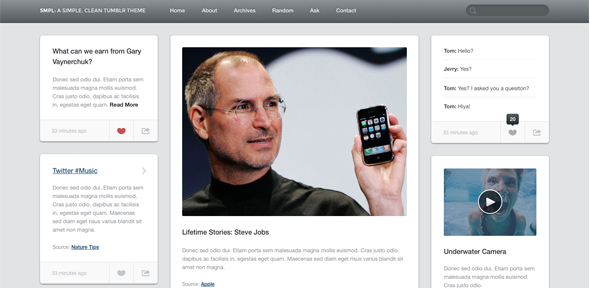 SMPL: A SIMPLE, CLEAN TUMBLR THEME
Home About Archives Random Ask Contact
What can we earn from Gary
Vaynerchuk?
Donec sed odio dui. Etiam porta sem
malesuada magna mollis euismod.
Cras justo odio, dapibus ac facilisis
in, egestas eget quam. Read More
33 minutes ago
Twitter #Music
Donec sed odio dui. Etiam porta sem
malesuada magna mollis euismod.
Cras justo odio, dapibus ac facilisis
in, egestas eget quam. Maecenas
sed diam eget risus varius blandit sit
amet non magna.
Source: Nature Tips
33 minutes ago
Lifetime Stories: Steve Jobs
Donec sed odio dui. Etiam porta sem malesuada magna mollis euismod. Cras justo odio,
dapibus ac facilisis in, egestas eget quam. Maecenas sed diam eget risus varius blandit sit
amet non magna.
Source: Apple
Tom: Hello?
Jerry: Yes?
Tom: Yes? I asked you a question?
Tom: Hiya!
20
33 minutes ago
Underwater Camera
Donec sed odio dui. Etiam porta sem